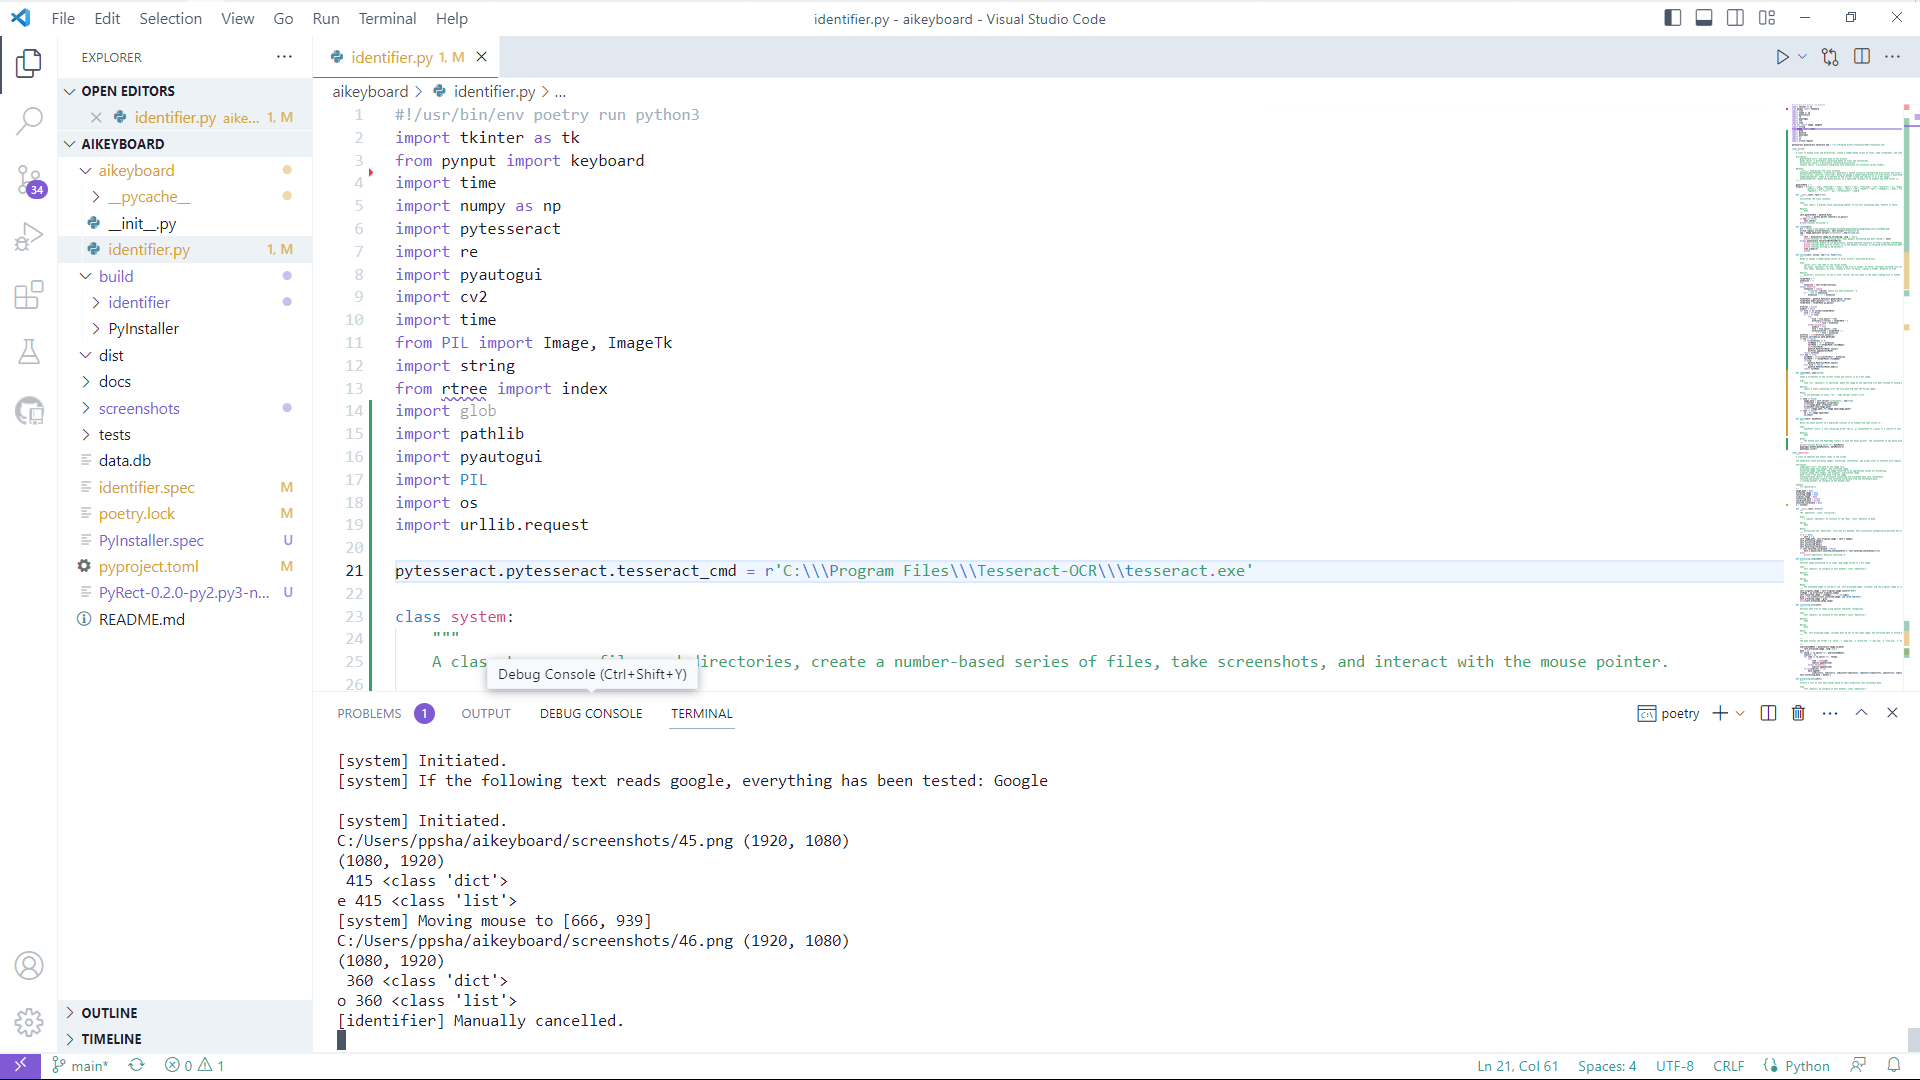 File Edit Selection View Go Run Terminal Help
identifier.py - aikeyboard - Visual Studio Code
EXPLORER
OPEN EDITORS
identifier.py aike... 1, M
AIKEYBOARD
aikeyboard
__pycache__
__init__.py
identifier.py 1, M
build
identifier
PyInstaller
dist
docs
screenshots
tests
data.db
identifier.spec M
poetry.lock M
PyInstaller.spec U
pyproject.toml M
PyRect-0.2.0-py2.py3-n... U
README.md
OUTLINE
TIMELINE
34
identifier.py 1, M
aikeyboard > identifier.py > ...
1 #!/usr/bin/env poetry run python3
2 import tkinter as tk
3 from pynput import keyboard
4 import time
5 import numpy as np
6 import pytesseract
7 import re
8 import pyautogui
9 import cv2
10 import time
11 from PIL import Image, ImageTk
12 import string
13 from rtree import index
14 import glob
15 import pathlib
16 import pyautogui
17 import PIL
18 import os
19 import urllib.request
20
21 pytesseract.pytesseract.tesseract_cmd = r'C:\\\Program Files\\\Tesseract-OCR\\\tesseract.exe'
22
23 class system:
24 """
25 A clas directories, create a number-based series of files, take screenshots, and interact with the mouse pointer.
26
Debug Console (Ctrl+Shift+Y)
PROBLEMS 1 OUTPUT DEBUG CONSOLE TERMINAL
poetry
[system] Initiated.
[system] If the following text reads google, everything has been tested: Google
[system] Initiated.
C:/Users/ppsha/aikeyboard/screenshots/45.png (1920, 1080)
(1080, 1920)
415 <class 'dict'>
e 415 <class 'list'>
[system] Moving mouse to [666, 939]
C:/Users/ppsha/aikeyboard/screenshots/46.png (1920, 1080)
(1080, 1920)
360 <class 'dict'>
o 360 <class 'list'>
[identifier] Manually cancelled.
main* 0 1
Ln 21, Col 61 Spaces: 4 UTF-8 CRLF Python